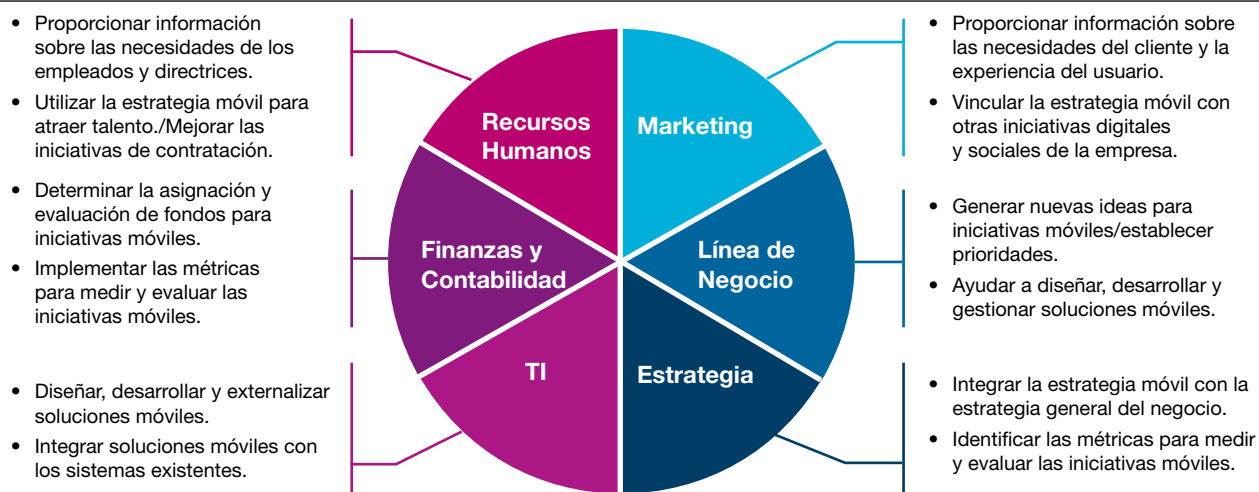 • Proporcionar información
sobre las necesidades de los
empleados y directrices.
• Utilizar la estrategia móvil para
atraer talento./Mejorar las
iniciativas de contratación.
• Determinar la asignación y
evaluación de fondos para
iniciativas móviles.
• Implementar las métricas
para medir y evaluar las
iniciativas móviles.
• Diseñar, desarrollar y externalizar
soluciones móviles.
• Integrar soluciones móviles con
los sistemas existentes.
Recursos
Humanos
Marketing
Finanzas y
Contabilidad
Línea de
Negocio
TI
Estrategia
• Proporcionar información sobre
las necesidades del cliente y la
experiencia del usuario.
• Vincular la estrategia móvil con
otras iniciativas digitales
y sociales de la empresa.
• Generar nuevas ideas para
iniciativas móviles/establecer
prioridades.
• Ayudar a diseñar, desarrollar y
gestionar soluciones móviles.
• Integrar la estrategia móvil con la
estrategia general del negocio.
• Identificar las métricas para medir
y evaluar las iniciativas móviles.